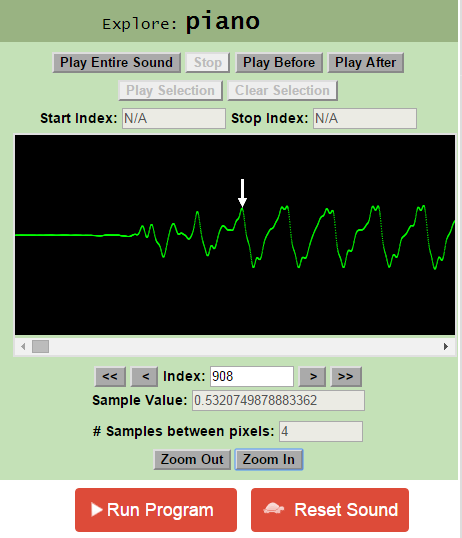 Explore: piano
Play Entire Sound Stop Play Before Play After
Play Selection Clear Selection
Start Index: N/A Stop Index: N/A
<< < Index: 908 > >>
Sample Value: 0.5320749878883362
# Samples between pixels: 4
Zoom Out Zoom In
Run Program Reset Sound